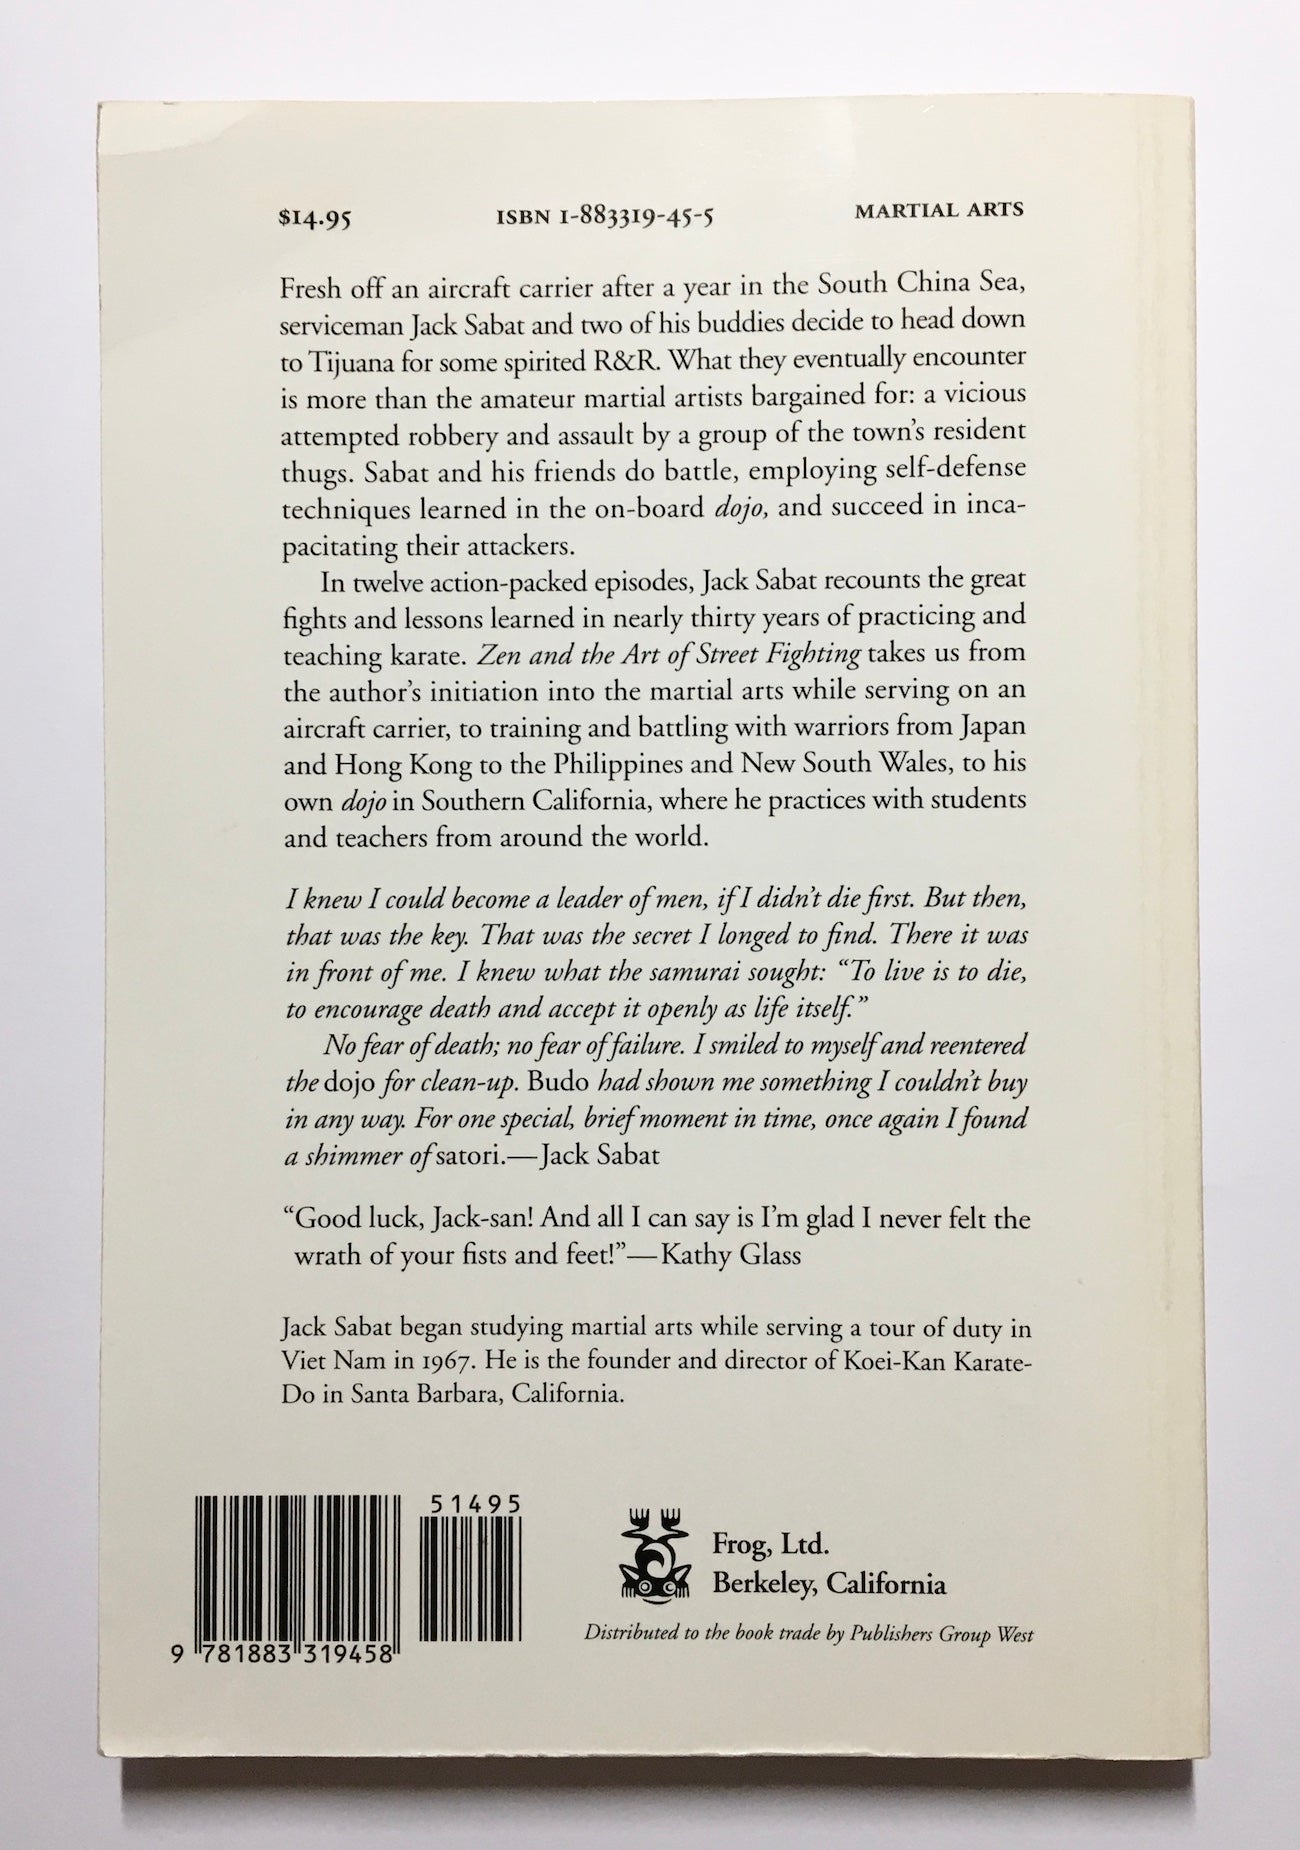 $14.95 ISBN 1-883319-45-5 MARTIAL ARTS
Fresh off an aircraft carrier after a year in the South China Sea,
serviceman Jack Sabat and two of his buddies decide to head down
to Tijuana for some spirited R&R. What they eventually encounter
is more than the amateur martial artists bargained for: a vicious
attempted robbery and assault by a group of the town's resident
thugs. Sabat and his friends do battle, employing self-defense
techniques learned in the on-board dojo, and succeed in inca-
pacitating their attackers.
In twelve action-packed episodes, Jack Sabat recounts the great
fights and lessons learned in nearly thirty years of practicing and
teaching karate. Zen and the Art of Street Fighting takes us from
the author's initiation into the martial arts while serving on an
aircraft carrier, to training and battling with warriors from Japan
and Hong Kong to the Philippines and New South Wales, to his
own dojo in Southern California, where he practices with students
and teachers from around the world.
I knew I could become a leader of men, if I didn't die first. But then,
that was the key. That was the secret I longed to find. There it was
in front of me. I knew what the samurai sought: “To live is to die,
to encourage death and accept it openly as life itself.”
No fear of death; no fear of failure. I smiled to myself and reentered
the dojo for clean-up. Budo had shown me something I couldn't buy
in any way. For one special, brief moment in time, once again I found
a shimmer of satori.—Jack Sabat
“Good luck, Jack-san! And all I can say is I'm glad I never felt the
wrath of your fists and feet!”—Kathy Glass
Jack Sabat began studying martial arts while serving a tour of duty in
Viet Nam in 1967. He is the founder and director of Koei-Kan Karate-
Do in Santa Barbara, California.
51495
9 781883 319458
Frog, Ltd.
Berkeley, California
Distributed to the book trade by Publishers Group West